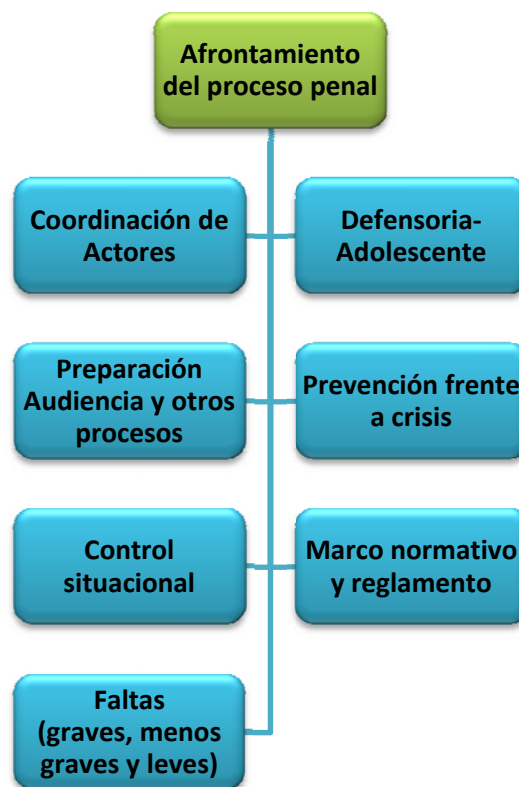 Afrontamiento
del proceso penal
Coordinación de
Actores
Defensoria-
Adolescente
Preparación
Audiencia y otros
procesos
Prevención frente
a crisis
Control
situacional
Marco normativo
y reglamento
Faltas
(graves, menos
graves y leves)